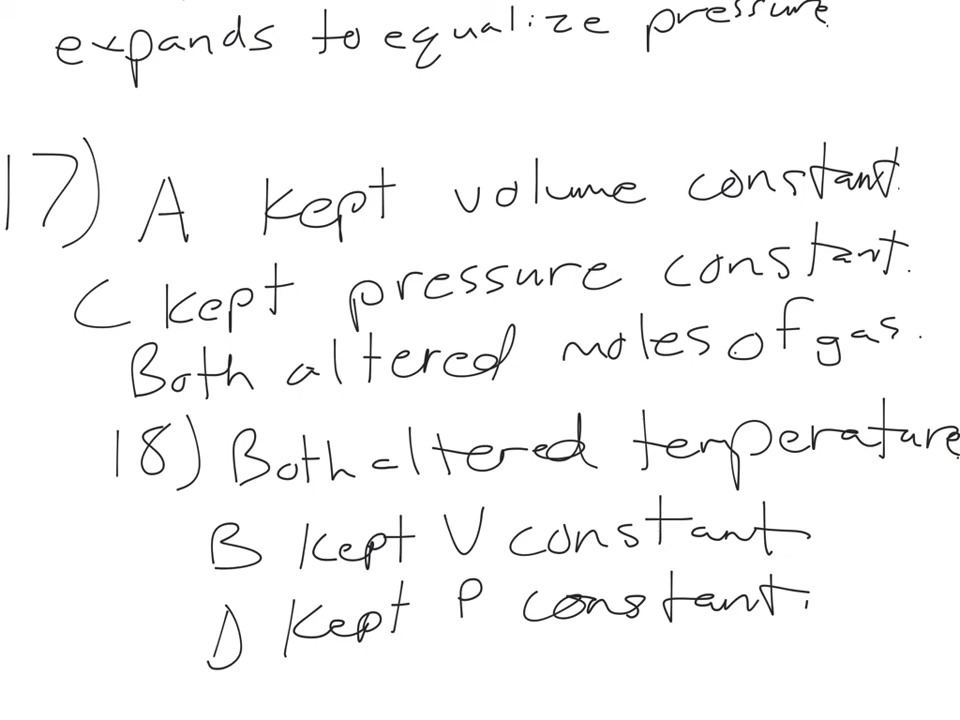 expands to equalize pressure
17) A kept volume constant.
C kept pressure constant.
Both altered moles of gas.
18) Both altered temperature
B kept V constant
D kept P constant.